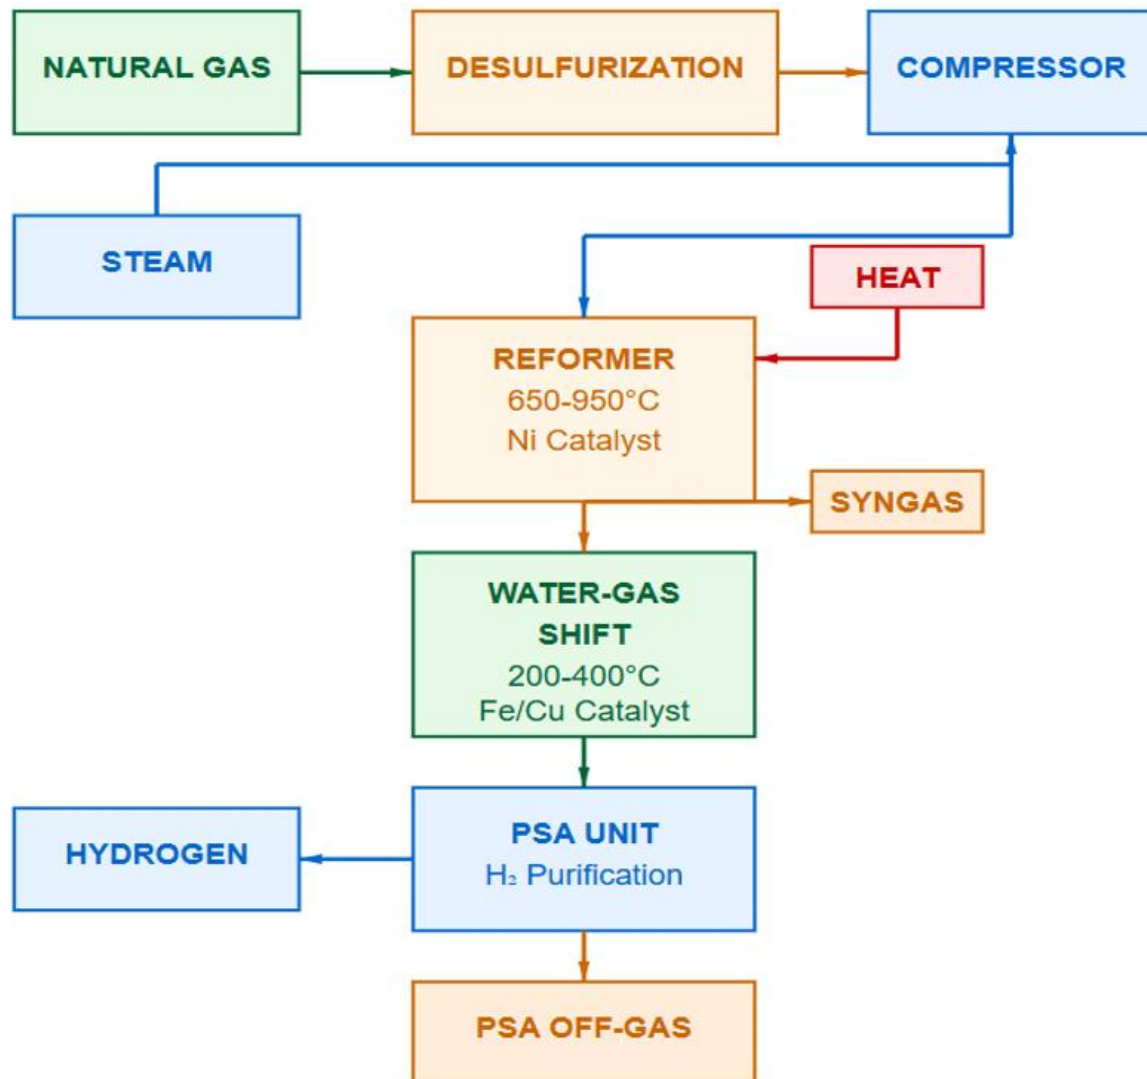 NATURAL GAS
DESULFURIZATION
COMPRESSOR
STEAM
HEAT
REFORMER
650-950°C
Ni Catalyst
SYNGAS
WATER-GAS
SHIFT
200-400°C
Fe/Cu Catalyst
HYDROGEN
PSA UNIT
H₂ Purification
PSA OFF-GAS